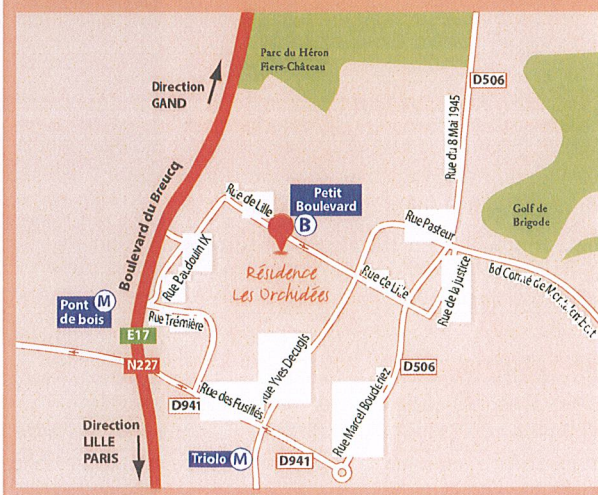 Parc du Héron
Fiers-Château
Direction
GAND
D506
Rue du 8 Mai 1945
Boulevard du Breucq
Petit
Boulevard
B
Rue de Lille
Golf de
Brigode
Rue Pasteur
Rue Baudouin IX
Résidence
Les Orchidées
Rue de Lille
Rue de la justice
Bd Comté de
Pont
de bois
M
Rue Trémière
E17
N227
Rue Yves Decugis
D506
D941
Rue des Fusillés
Rue Marcel Bouderiez
Direction
LILLE
PARIS
Triolo M
D941